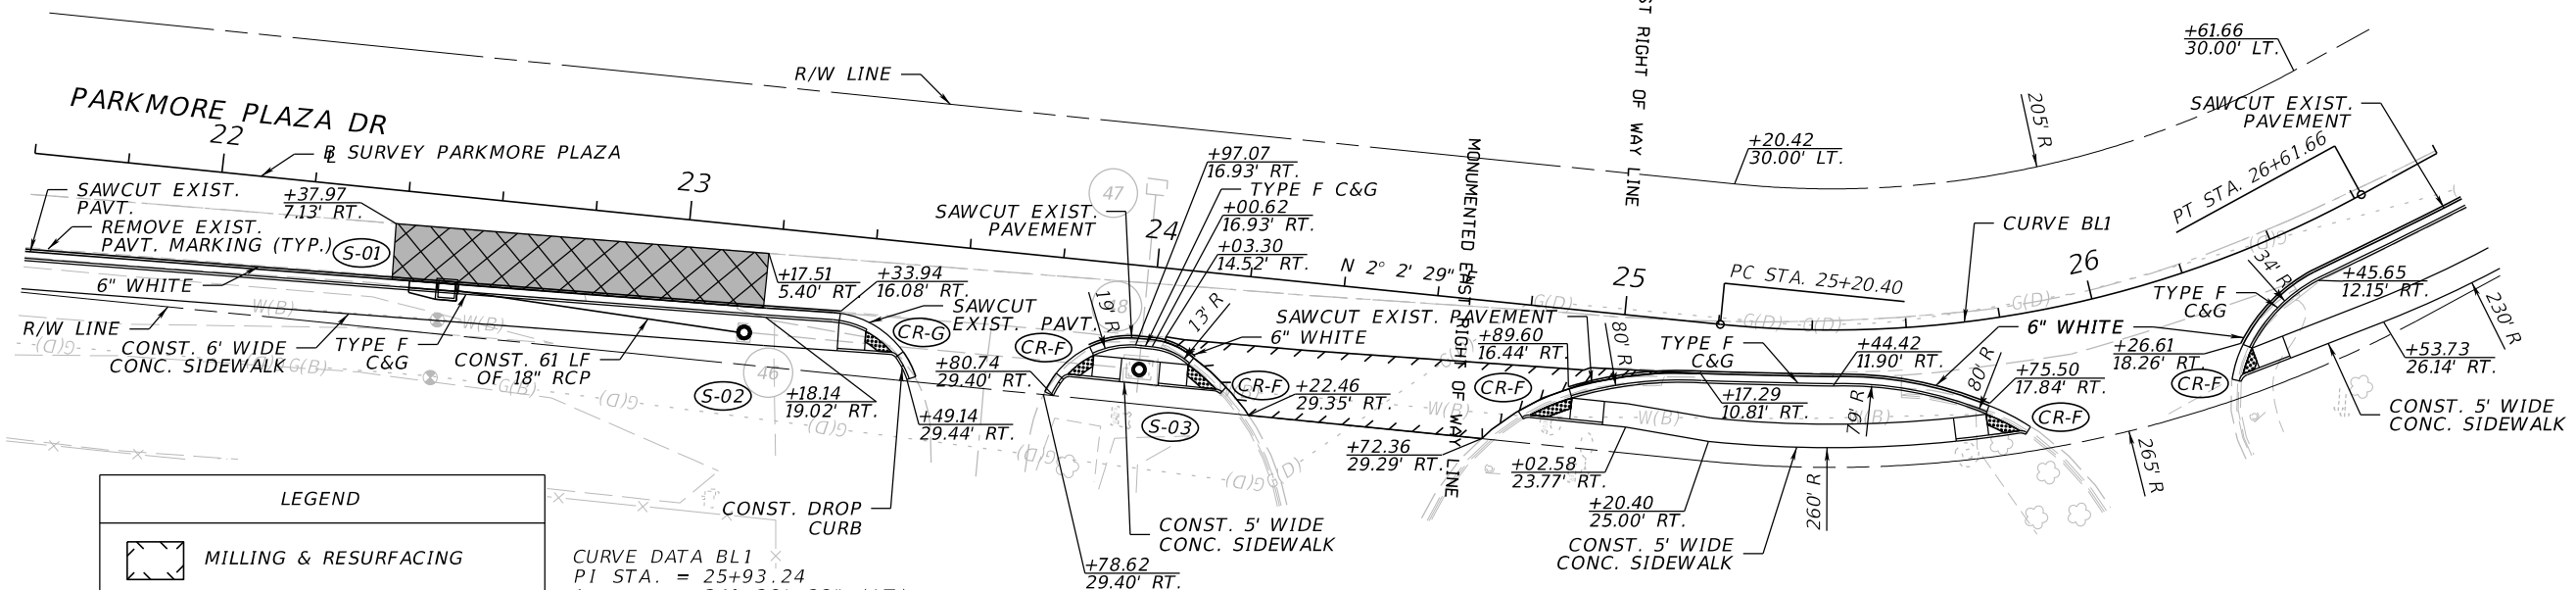 +61.66
30.00' LT.
R/W LINE
PARKMORE PLAZA DR
22
BL SURVEY PARKMORE PLAZA
205' R
SAWCUT EXIST.
PAVEMENT
+20.42
30.00' LT.
ST RIGHT OF WAY LINE
MONUMENTED EAST RIGHT OF WAY LINE
PT STA. 26+61.66
SAWCUT EXIST.
PAVT.
REMOVE EXIST.
PAVT. MARKING (TYP.)
S-01
+37.97
7.13' RT.
23
47
+97.07
16.93' RT.
TYPE F C&G
+00.62
16.93' RT.
+03.30
14.52' RT.
SAWCUT EXIST.
PAVEMENT
24
N 2° 2' 29"
25
PC STA. 25+20.40
CURVE BL1
26
34' R
+45.65
12.15' RT.
TYPE F
C&G
230' R
6" WHITE
+17.51
5.40' RT.
+33.94
16.08' RT.
SAWCUT
EXIST. PAVT.
CR-G
48
19' R
13' R
SAWCUT EXIST. PAVEMENT
6" WHITE
+89.60
16.44' RT.
80' R
TYPE F
C&G
+44.42
11.90' RT.
6" WHITE
+26.61
18.26' RT.
+53.73
26.14' RT.
R/W LINE
CONST. 6' WIDE
CONC. SIDEWALK
TYPE F
C&G
CONST. 61 LF
OF 18" RCP
46
S-02
+18.14
19.02' RT.
CR-F
+80.74
29.40' RT.
+49.14
29.44' RT.
CR-F
+22.46
29.35' RT.
S-03
CR-F
+17.29
10.81' RT.
79' R
80' R
+75.50
17.84' RT.
CR-F
CR-F
CONST. 5' WIDE
CONC. SIDEWALK
W(B)
W(B)
G(B)
G(B)
G(D)
G(D)
G(D)
G(D)
G(D)
G(D)
G(D)
G(D)
G(D)
G(D)
G(D)
W(B)
W(B)
W(B)
+72.36
29.29' RT.
+02.58
23.77' RT.
+20.40
25.00' RT.
260' R
265' R
CONST. DROP
CURB
CONST. 5' WIDE
CONC. SIDEWALK
CONST. 5' WIDE
CONC. SIDEWALK
+78.62
29.40' RT.
LEGEND
MILLING & RESURFACING
CURVE DATA BL1
PI STA. = 25+93.24